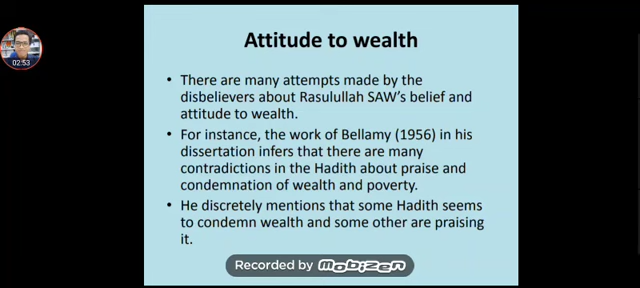 Attitude to wealth
02:53
• There are many attempts made by the
disbelievers about Rasulullah SAW's belief and
attitude to wealth.
• For instance, the work of Bellamy (1956) in his
dissertation infers that there are many
contradictions in the Hadith about praise and
condemnation of wealth and poverty.
• He discretely mentions that some Hadith seems
to condemn wealth and some other are praising
it.
Recorded by mobizen